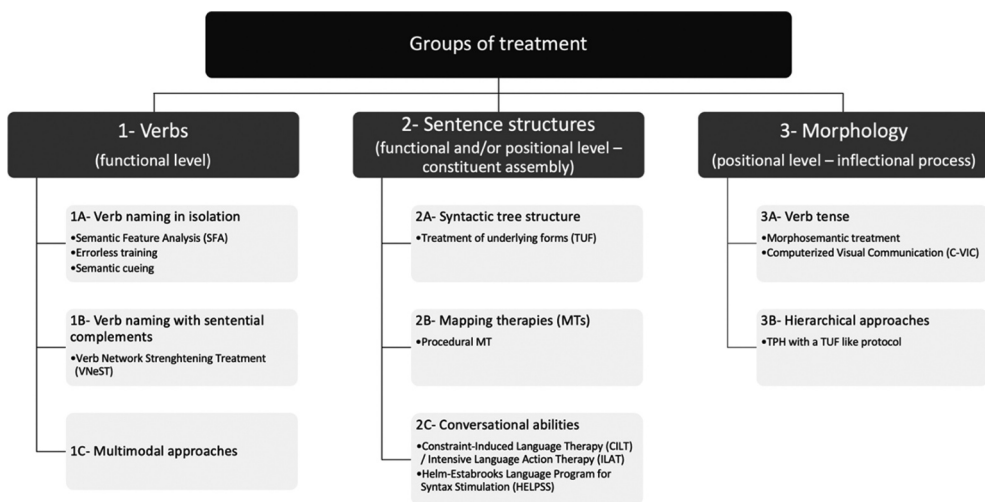 Groups of treatment
1- Verbs
(functional level)
1A- Verb naming in isolation
•Semantic Feature Analysis (SFA)
•Errorless training
•Semantic cueing
1B- Verb naming with sentential
complements
•Verb Network Strenghtening Treatment
(VNeST)
1C- Multimodal approaches
2- Sentence structures
(functional and/or positional level –
constituent assembly)
2A- Syntactic tree structure
•Treatment of underlying forms (TUF)
2B- Mapping therapies (MTs)
•Procedural MT
2C- Conversational abilities
•Constraint-Induced Language Therapy (CILT)
/ Intensive Language Action Therapy (ILAT)
•Helm-Estabrooks Language Program for
Syntax Stimulation (HELPSS)
3- Morphology
(positional level – inflectional process)
3A- Verb tense
•Morphosemantic treatment
•Computerized Visual Communication (C-VIC)
3B- Hierarchical approaches
•TPH with a TUF like protocol